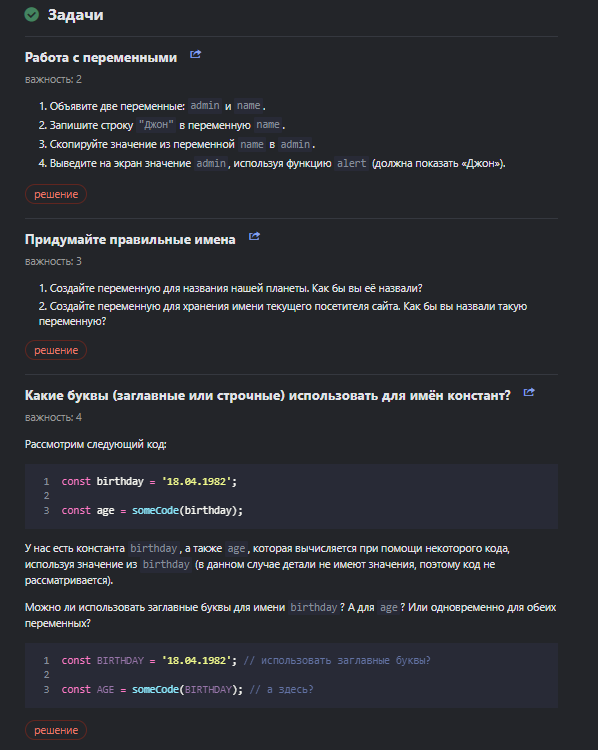 Задачи
Работа с переменными
важность: 2
1. Объявите две переменные: admin и name.
2. Запишите строку "Джон" в переменную name.
3. Скопируйте значение из переменной name в admin.
4. Выведите на экран значение admin, используя функцию alert (должна показать «Джон»).
решение
Придумайте правильные имена
важность: 3
1. Создайте переменную для названия нашей планеты. Как бы вы её назвали?
2. Создайте переменную для хранения имени текущего посетителя сайта. Как бы вы назвали такую
переменную?
решение
Какие буквы (заглавные или строчные) использовать для имён констант?
важность: 4
Рассмотрим следующий код:
1 const birthday = '18.04.1982';
2
3 const age = someCode(birthday);
У нас есть константа birthday, а также age, которая вычисляется при помощи некоторого кода,
используя значение из birthday (в данном случае детали не имеют значения, поэтому код не
рассматривается).
Можно ли использовать заглавные буквы для имени birthday? А для age? Или одновременно для обеих
переменных?
1 const BIRTHDAY = '18.04.1982'; // использовать заглавные буквы?
2
3 const AGE = someCode(BIRTHDAY); // а здесь?
решение